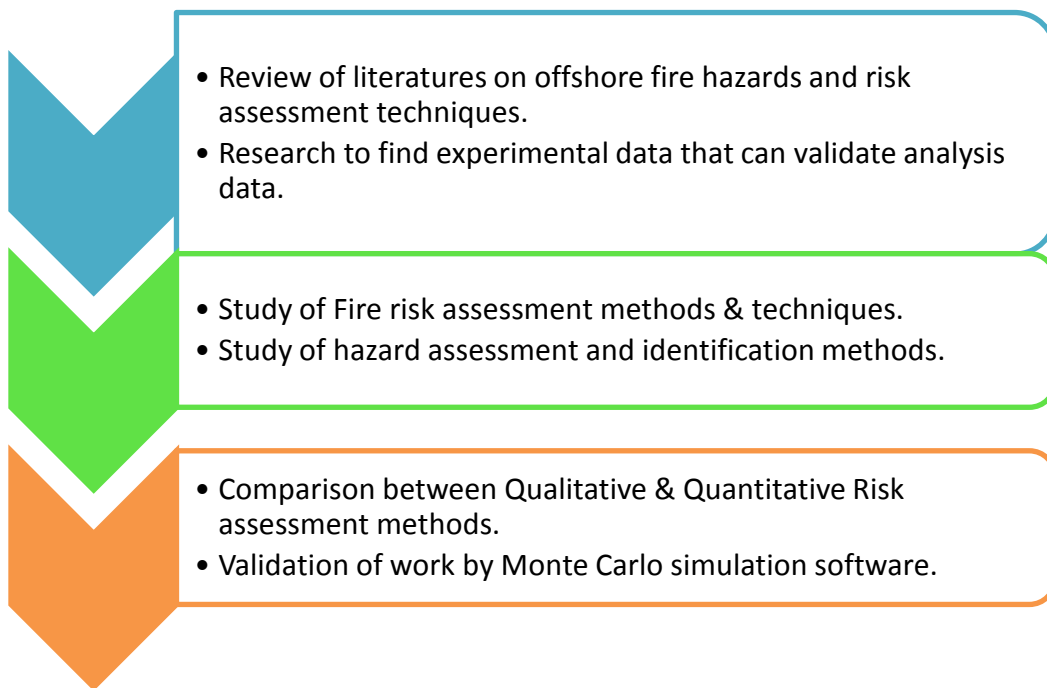 • Review of literatures on offshore fire hazards and risk
assessment techniques.
• Research to find experimental data that can validate analysis
data.
• Study of Fire risk assessment methods & techniques.
• Study of hazard assessment and identification methods.
• Comparison between Qualitative & Quantitative Risk
assessment methods.
• Validation of work by Monte Carlo simulation software.